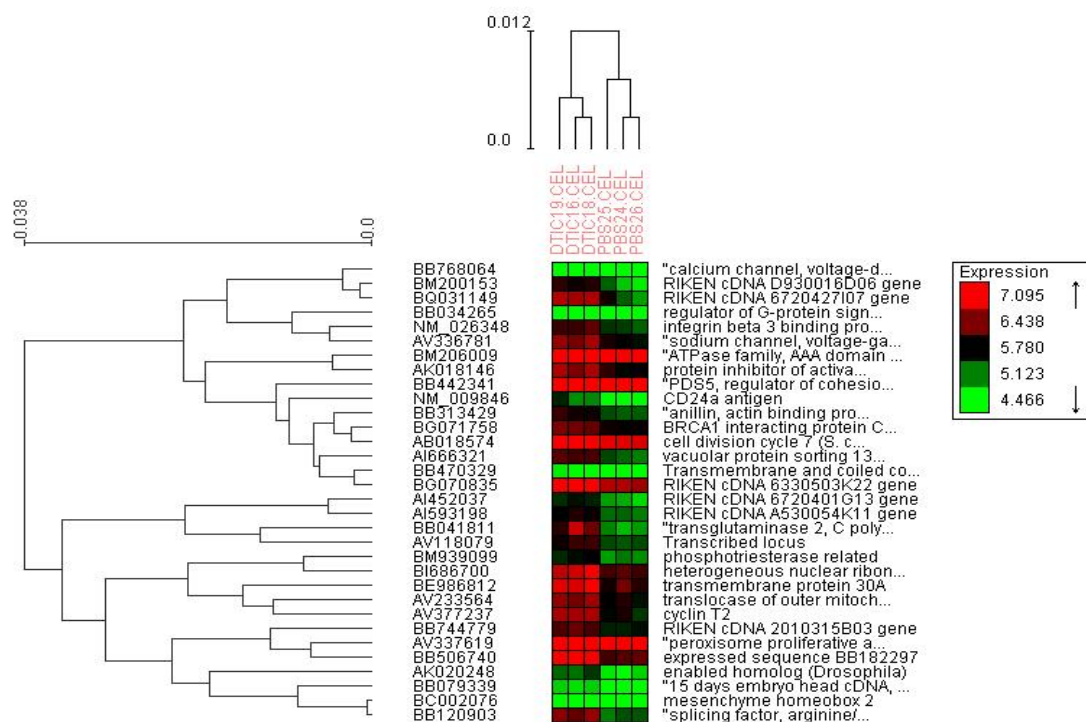 0.012
0.0
-0.038
0.0
DTIC19.CEL
DTIC16.CEL
DTIC18.CEL
PBS25.CEL
PBS24.CEL
PBS26.CEL
BB768064 "calcium channel, voltage-d...
BM200153 RIKEN cDNA D930016D06 gene
BQ031149 RIKEN cDNA 6720427I07 gene
BB034265 regulator of G-protein sign...
NM_026348 integrin beta 3 binding pro...
AV336781 "sodium channel, voltage-ga...
BM206009 "ATPase family, AAA domain ...
AK018146 protein inhibitor of activa...
BB442341 "PDS5, regulator of cohesio...
NM_009846 CD24a antigen
BB313429 "anillin, actin binding pro...
BG071758 BRCA1 interacting protein C...
AB018574 cell division cycle 7 (S. c...
AI666321 vacuolar protein sorting 13...
BB470329 Transmembrane and coiled co...
BG070835 RIKEN cDNA 6330503K22 gene
AI452037 RIKEN cDNA 6720401G13 gene
AI593198 RIKEN cDNA A530054K11 gene
BB041811 "transglutaminase 2, C poly...
AV118079 Transcribed locus
BM939099 phosphotriesterase related
BI686700 heterogeneous nuclear ribon...
BE986812 transmembrane protein 30A
AV233564 translocase of outer mitoch...
AV377237 cyclin T2
BB744779 RIKEN cDNA 2010315B03 gene
AV337619 "peroxisome proliferative a...
BB506740 expressed sequence BB182297
AK020248 enabled homolog (Drosophila)
BB079339 "15 days embryo head cDNA, ...
BC002076 mesenchyme homeobox 2
BB120903 "splicing factor, arginine/...
Expression
7.095
6.438
5.780
5.123
4.466